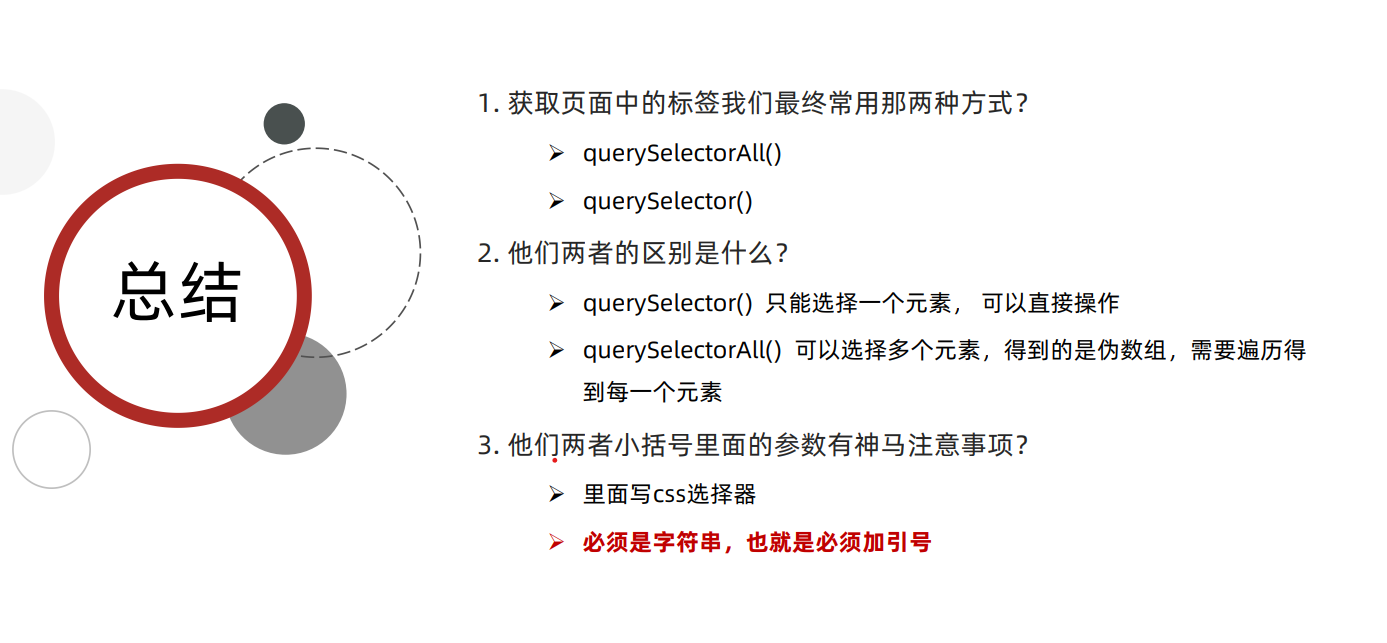 总结
1. 获取页面中的标签我们最终常用那两种方式？
➢ querySelectorAll()
➢ querySelector()
2. 他们两者的区别是什么？
➢ querySelector() 只能选择一个元素， 可以直接操作
➢ querySelectorAll() 可以选择多个元素，得到的是伪数组，需要遍历得
到每一个元素
3. 他们两者小括号里面的参数有神马注意事项？
➢ 里面写css选择器
➢ 必须是字符串，也就是必须加引号